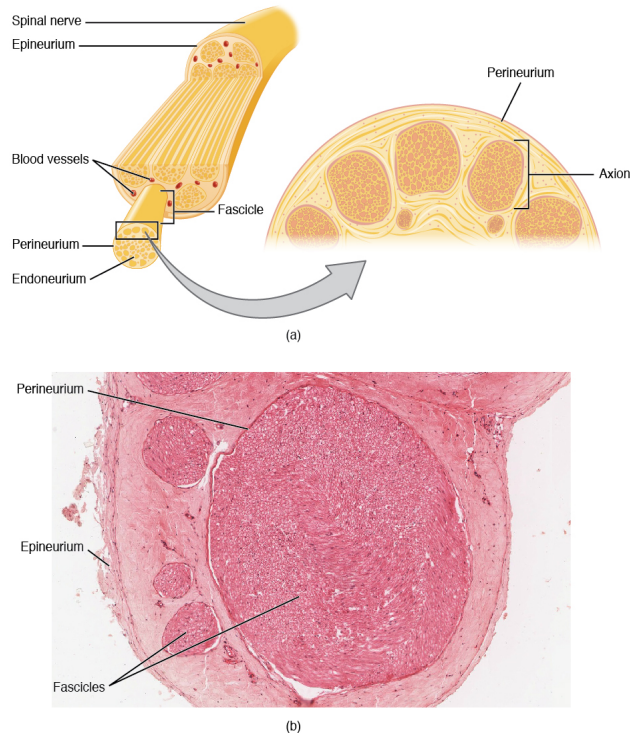 Spinal nerve
Epineurium
Perineurium
Blood vessels
Axion
Fascicle
Perineurium
Endoneurium
(a)
Perineurium
Epineurium
Fascicles
(b)